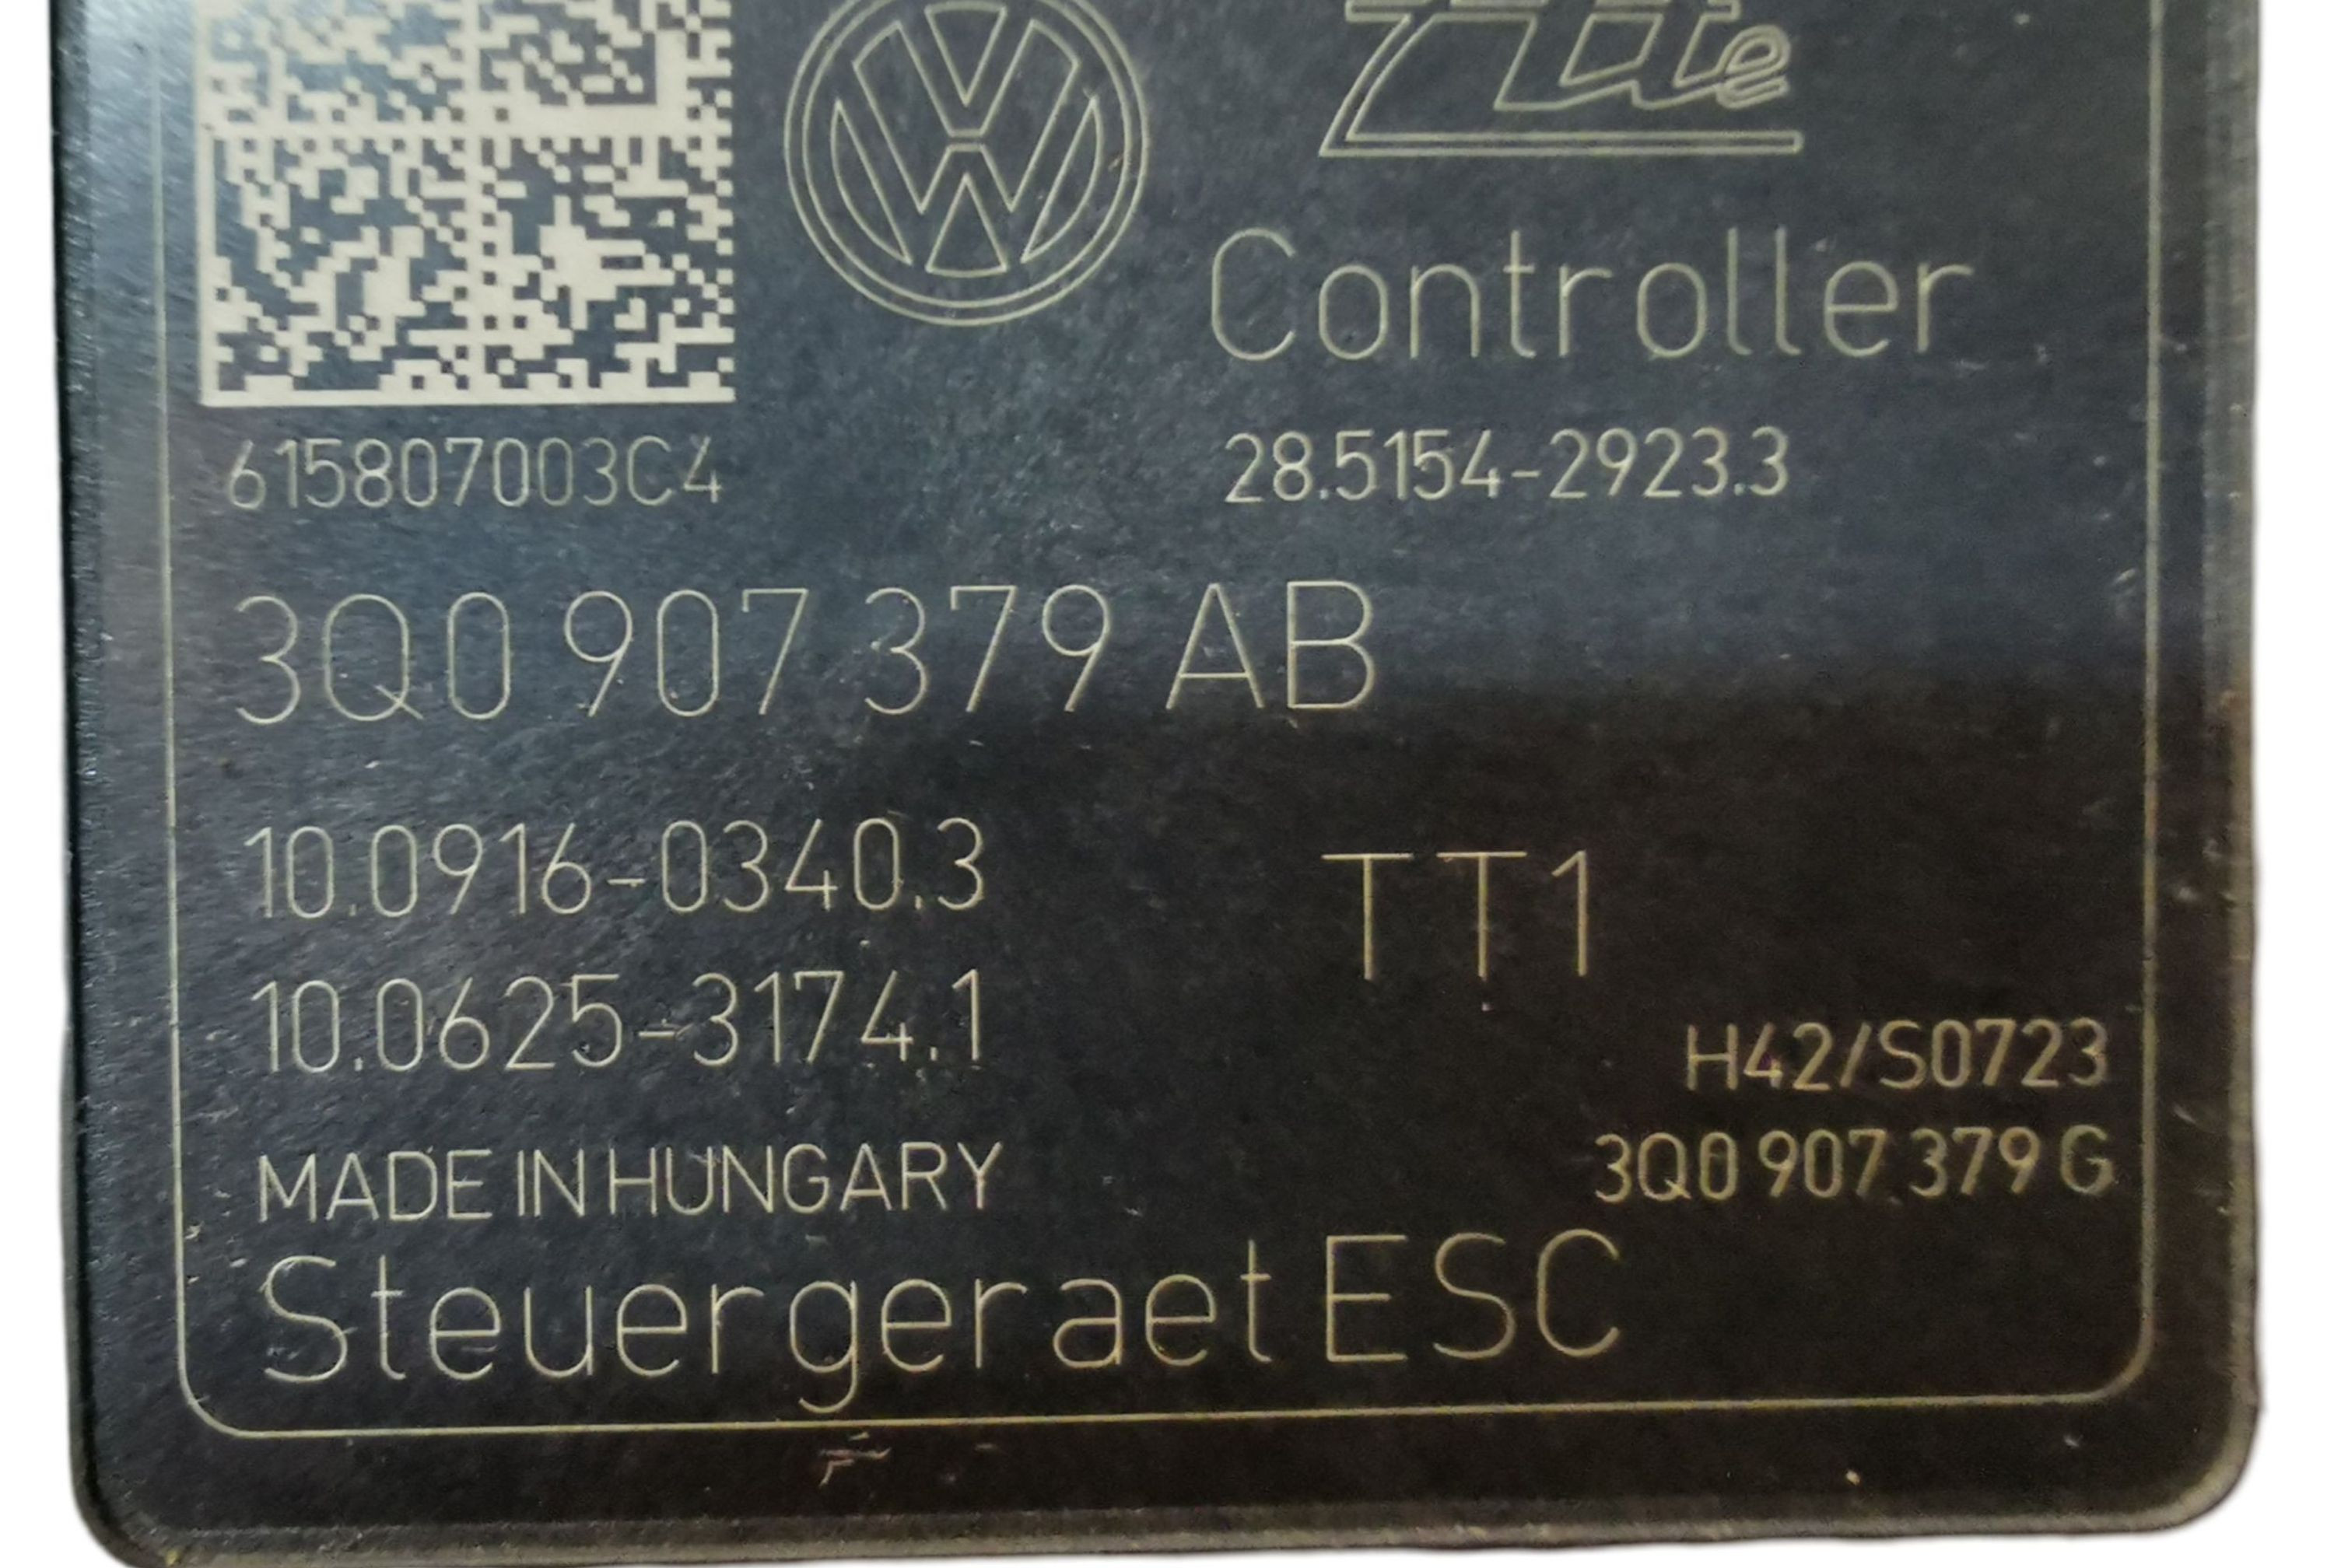 Ate
Controller
615807003C4
28.5154-2923.3
3Q0 907 379 AB
10.0916-0340.3
TT1
10.0625-3174.1
H42/S0723
3Q0 907 379 G
MADE IN HUNGARY
Steuergeraet ESC